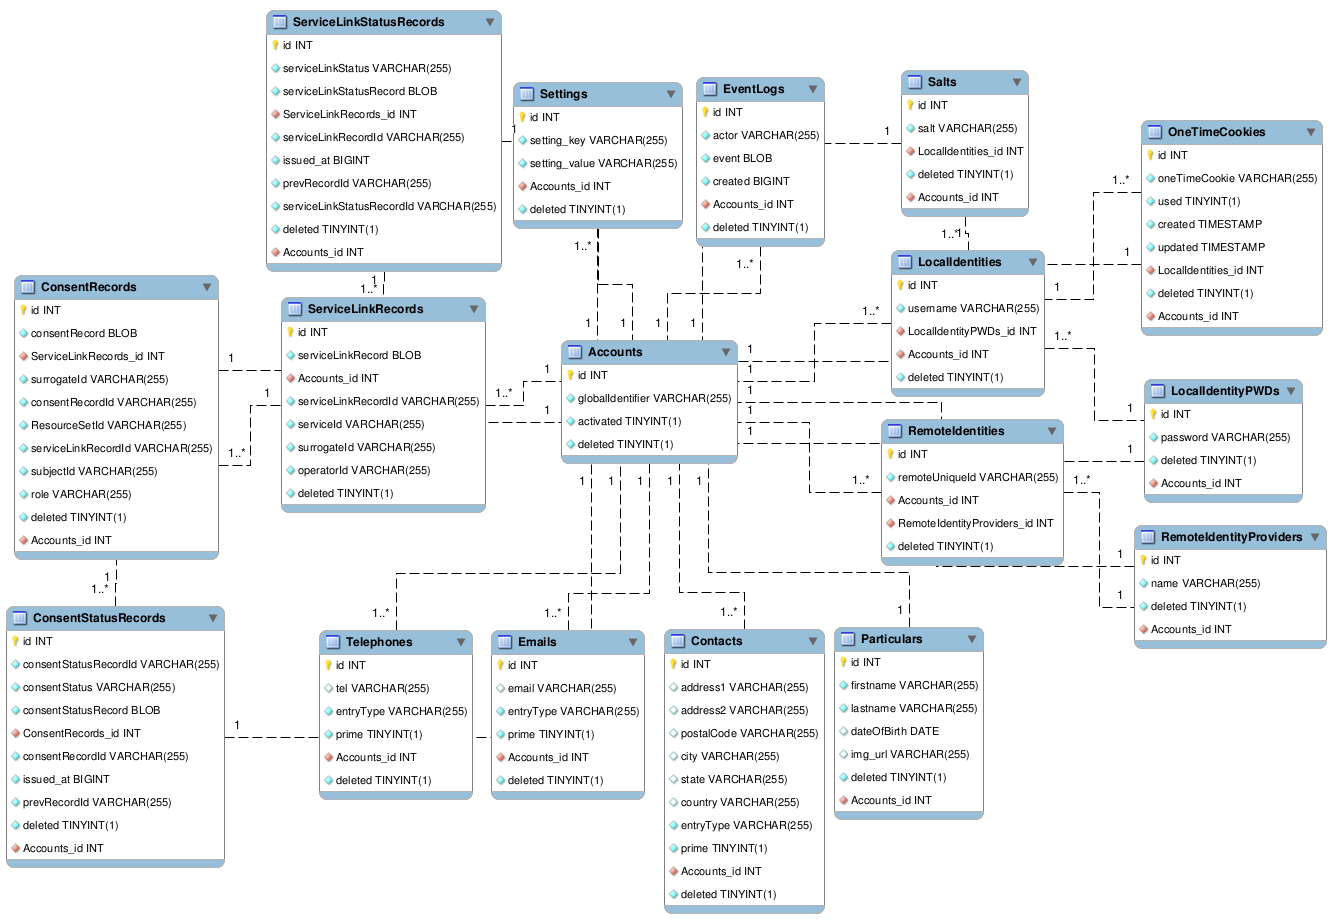 ServiceLinkStatusRecords
id INT
serviceLinkStatus VARCHAR(255)
serviceLinkStatusRecord BLOB
ServiceLinkRecords_id INT
serviceLinkRecordId VARCHAR(255)
issued_at BIGINT
prevRecordId VARCHAR(255)
serviceLinkStatusRecordId VARCHAR(255)
deleted TINYINT(1)
Accounts_id INT
1
Settings
id INT
setting_key VARCHAR(255)
setting_value VARCHAR(255)
Accounts_id INT
deleted TINYINT(1)
1..*
1
1
EventLogs
id INT
actor VARCHAR(255)
event BLOB
created BIGINT
Accounts_id INT
deleted TINYINT(1)
1
1..*
1
1
Salts
id INT
salt VARCHAR(255)
LocalIdentities_id INT
deleted TINYINT(1)
Accounts_id INT
1..*
1
OneTimeCookies
id INT
oneTimeCookie VARCHAR(255)
used TINYINT(1)
created TIMESTAMP
updated TIMESTAMP
LocalIdentities_id INT
deleted TINYINT(1)
Accounts_id INT
1..*
1
1
ConsentRecords
id INT
consentRecord BLOB
ServiceLinkRecords_id INT
surrogateId VARCHAR(255)
consentRecordId VARCHAR(255)
ResourceSetId VARCHAR(255)
serviceLinkRecordId VARCHAR(255)
subjectId VARCHAR(255)
role VARCHAR(255)
deleted TINYINT(1)
Accounts_id INT
1
1
1..*
1
1..*
1
1..*
ServiceLinkRecords
id INT
serviceLinkRecord BLOB
Accounts_id INT
serviceLinkRecordId VARCHAR(255)
serviceId VARCHAR(255)
surrogateId VARCHAR(255)
operatorId VARCHAR(255)
deleted TINYINT(1)
1..*
1
1
Accounts
id INT
globalIdentifier VARCHAR(255)
activated TINYINT(1)
deleted TINYINT(1)
1
1
1
1
1
1..*
1..*
1
1
1
1
1
LocalIdentities
id INT
username VARCHAR(255)
LocalIdentityPWDs_id INT
Accounts_id INT
deleted TINYINT(1)
1..*
1
LocalIdentityPWDs
id INT
password VARCHAR(255)
deleted TINYINT(1)
Accounts_id INT
1
RemoteIdentities
id INT
remoteUniqueId VARCHAR(255)
Accounts_id INT
RemoteIdentityProviders_id INT
deleted TINYINT(1)
1..*
1
1
RemoteIdentityProviders
id INT
name VARCHAR(255)
deleted TINYINT(1)
Accounts_id INT
ConsentStatusRecords
id INT
consentStatusRecordId VARCHAR(255)
consentStatus VARCHAR(255)
consentStatusRecord BLOB
ConsentRecords_id INT
consentRecordId VARCHAR(255)
issued_at BIGINT
prevRecordId VARCHAR(255)
deleted TINYINT(1)
Accounts_id INT
1
1..*
Telephones
id INT
tel VARCHAR(255)
entryType VARCHAR(255)
prime TINYINT(1)
Accounts_id INT
deleted TINYINT(1)
1..*
Emails
id INT
email VARCHAR(255)
entryType VARCHAR(255)
prime TINYINT(1)
Accounts_id INT
deleted TINYINT(1)
1..*
Contacts
id INT
address1 VARCHAR(255)
address2 VARCHAR(255)
postalCode VARCHAR(255)
city VARCHAR(255)
state VARCHAR(255)
country VARCHAR(255)
entryType VARCHAR(255)
prime TINYINT(1)
Accounts_id INT
deleted TINYINT(1)
1
Particulars
id INT
firstname VARCHAR(255)
lastname VARCHAR(255)
dateOfBirth DATE
img_url VARCHAR(255)
deleted TINYINT(1)
Accounts_id INT